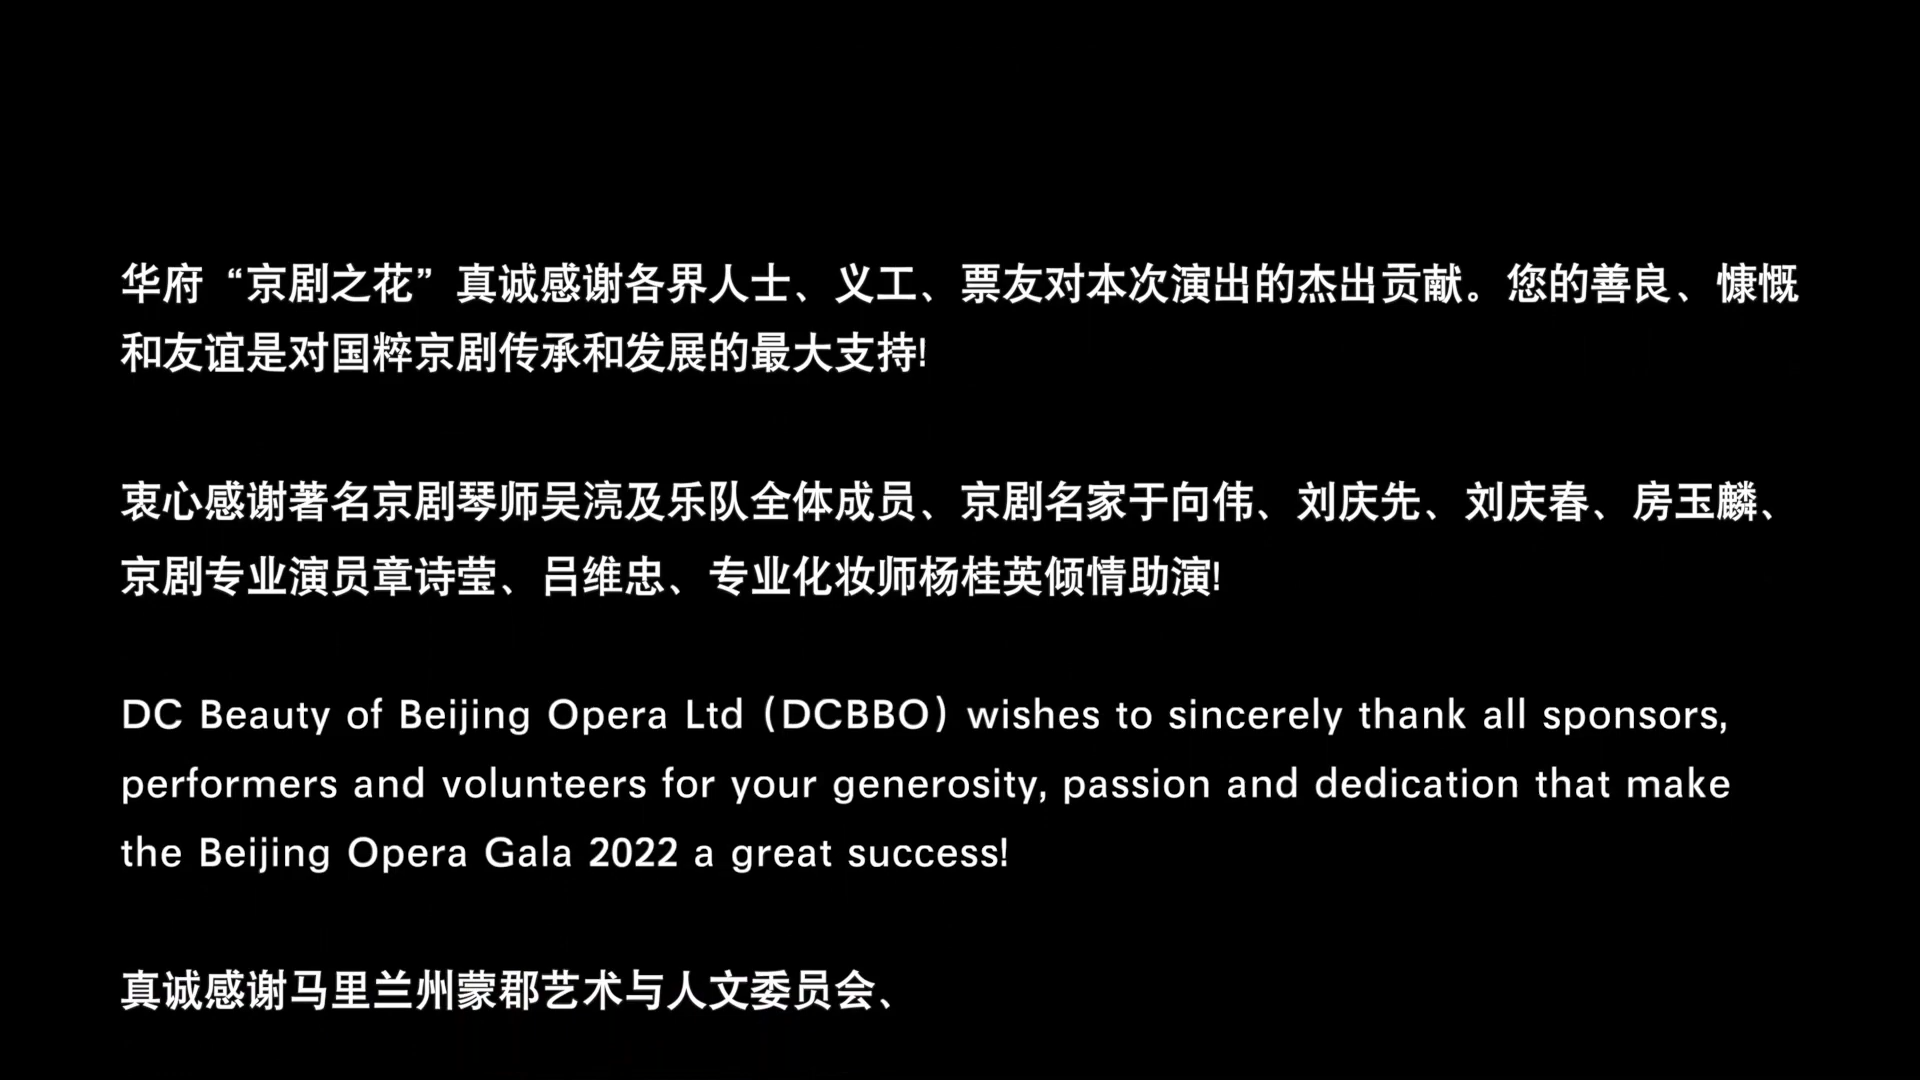 华府“京剧之花”真诚感谢各界人士、义工、票友对本次演出的杰出贡献。您的善良、慷慨
和友谊是对国粹京剧传承和发展的最大支持!
衷心感谢著名京剧琴师吴湸及乐队全体成员、京剧名家于向伟、刘庆先、刘庆春、房玉麟、
京剧专业演员章诗莹、吕维忠、专业化妆师杨桂英倾情助演!
DC Beauty of Beijing Opera Ltd (DCBBO) wishes to sincerely thank all sponsors,
performers and volunteers for your generosity, passion and dedication that make
the Beijing Opera Gala 2022 a great success!
真诚感谢马里兰州蒙郡艺术与人文委员会、